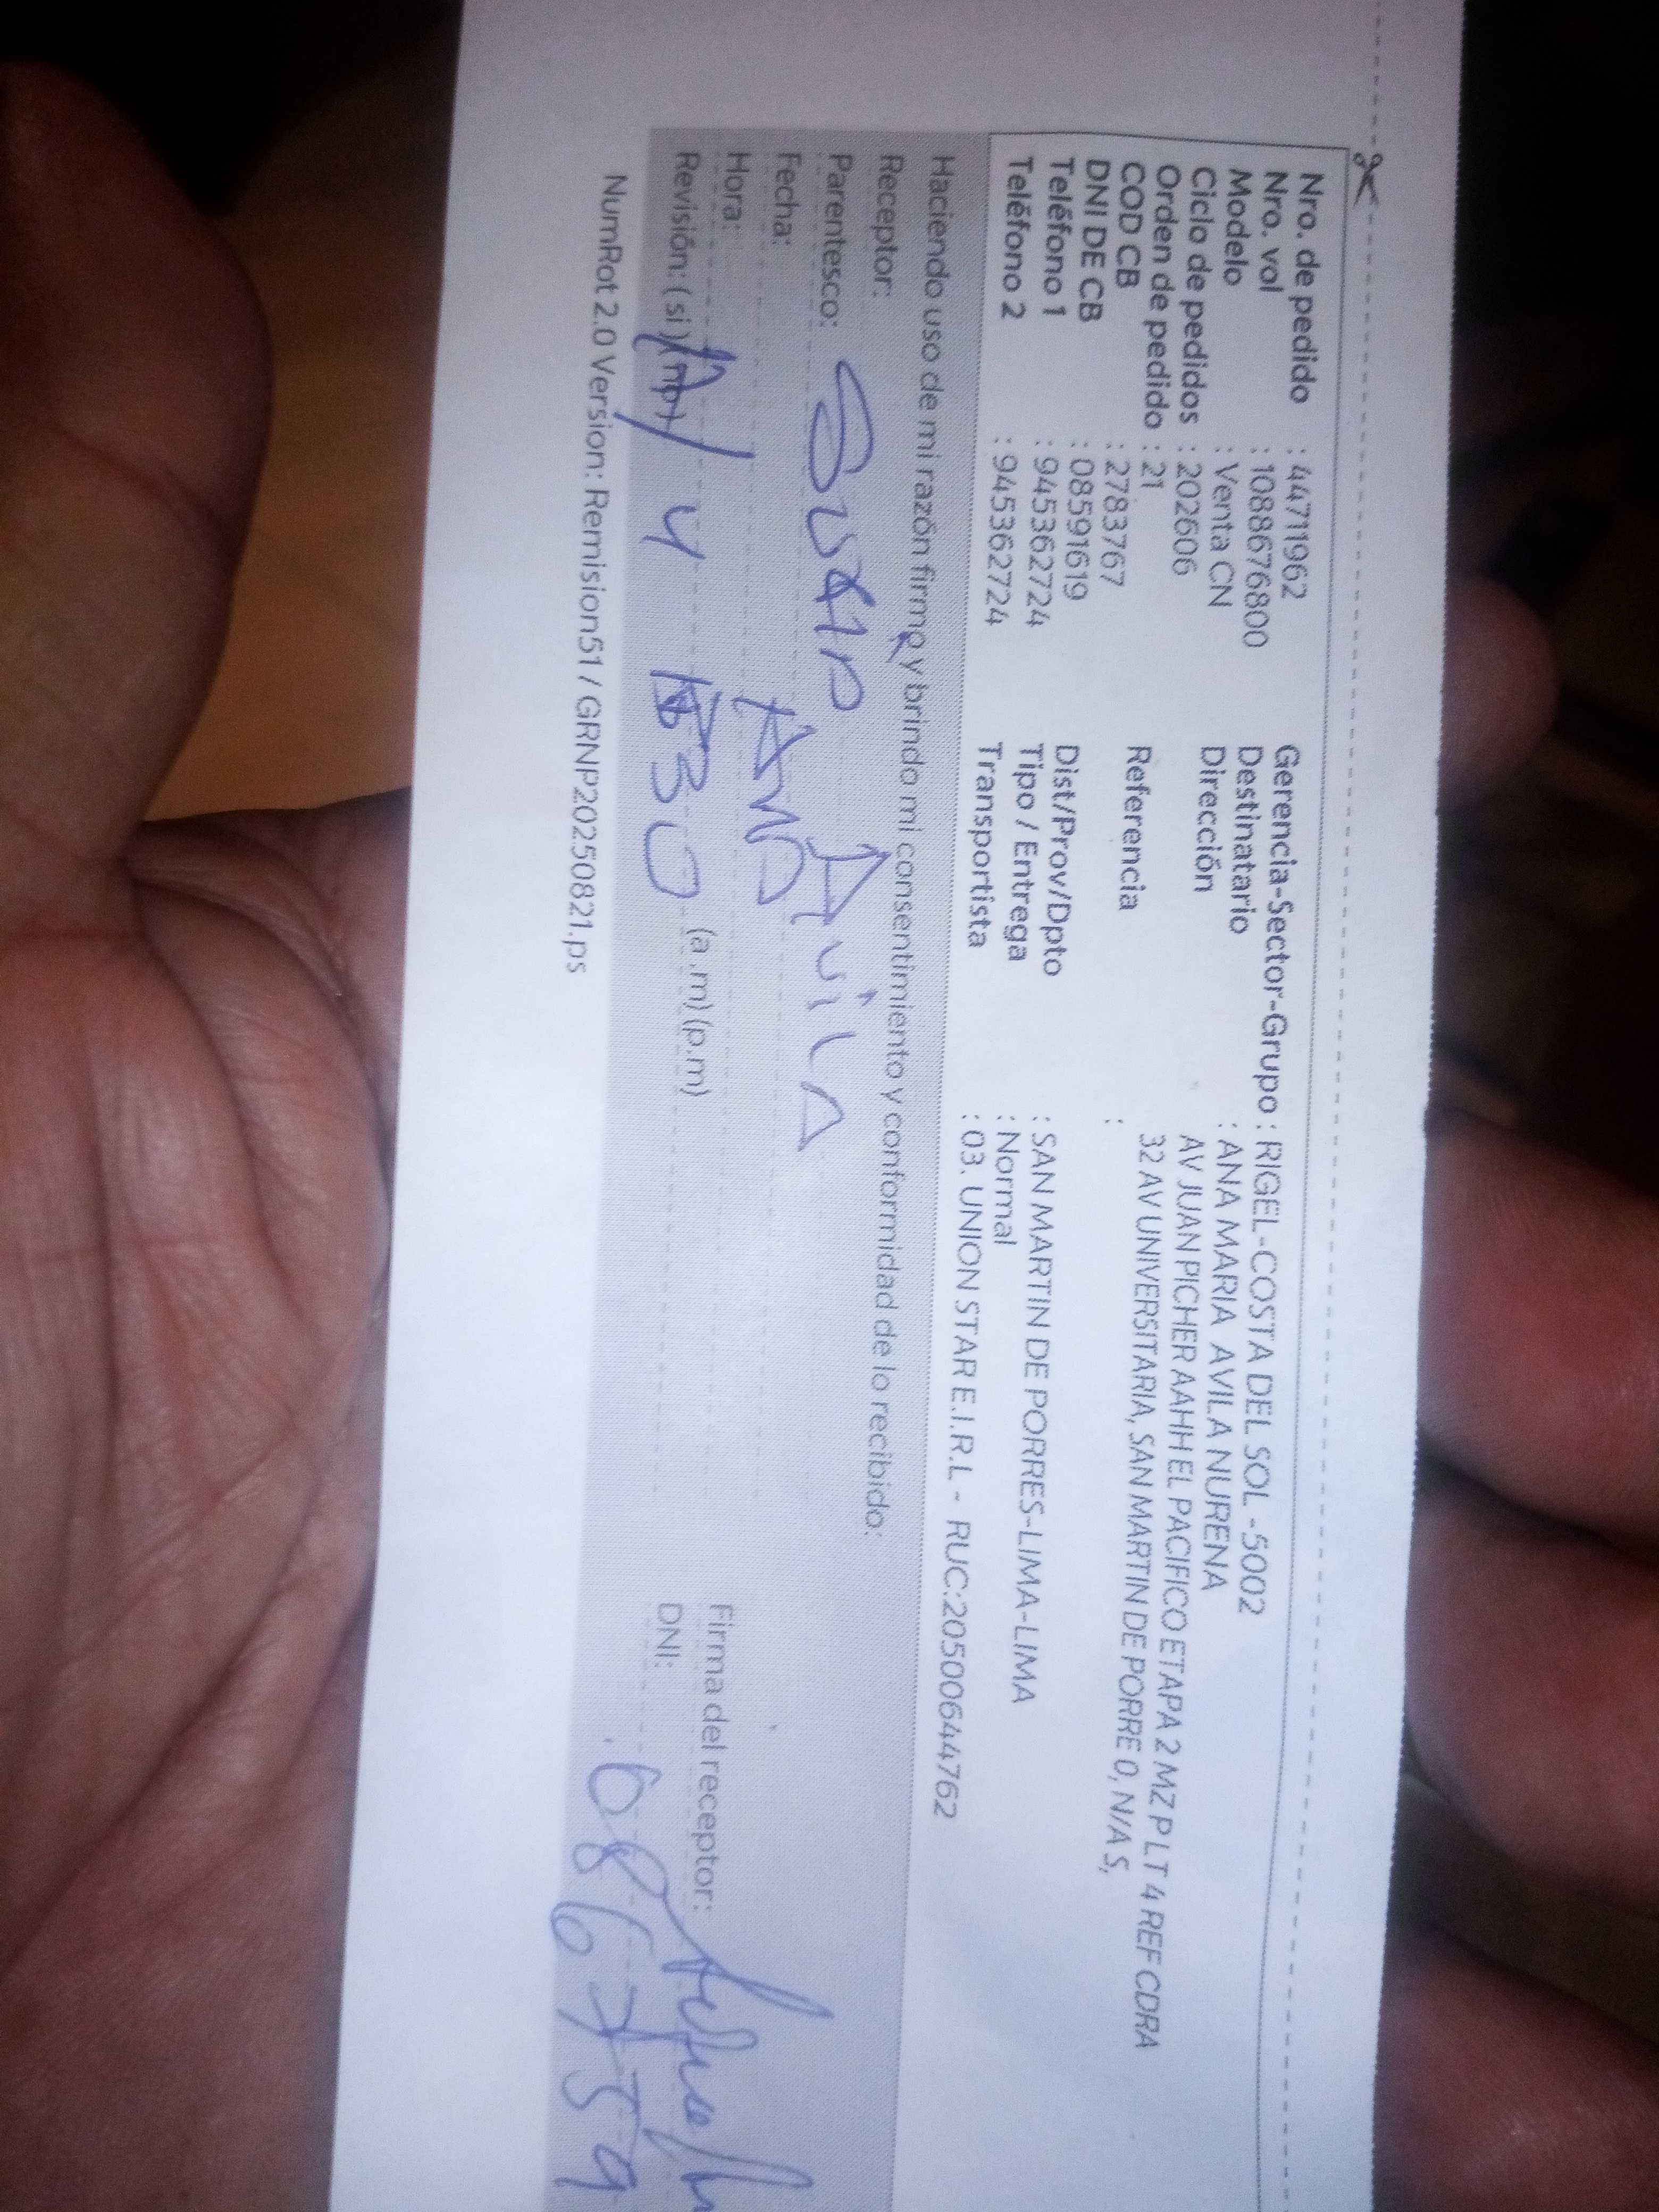 Nro. de pedido : 44711962
Nro. vol : 1088676800
Modelo : Venta CN
Ciclo de pedidos : 202606
Orden de pedido : 21
COD CB : 2783767
DNI DE CB : 08591619
Teléfono 1 : 945362724
Teléfono 2 : 945362724
Gerencia-Sector-Grupo : RIGEL-COSTA DEL SOL -5002
Destinatario : ANA MARIA AVILA NURENA
Dirección AV JUAN PICHER AAHH EL PACIFICO ETAPA 2 MZ P LT 4 REF CDRA
32 AV UNIVERSITARIA, SAN MARTIN DE PORRE 0, N/A S,
Referencia :
Dist/Prov/Dpto : SAN MARTIN DE PORRES-LIMA-LIMA
Tipo / Entrega : Normal
Transportista : 03. UNION STAR E.I.R.L - RUC:20500644762
Haciendo uso de mi razón firmo y brindo mi consentimiento y conformidad de lo recibido:
Receptor:
Parentesco: Avila
Fecha:
Hora: (a.m) (p.m)
Revisión: ( si ) ( no )
Firma del receptor:
DNI:
NumRot 2.0 Version: Remision51 / GRNP20250821.ps